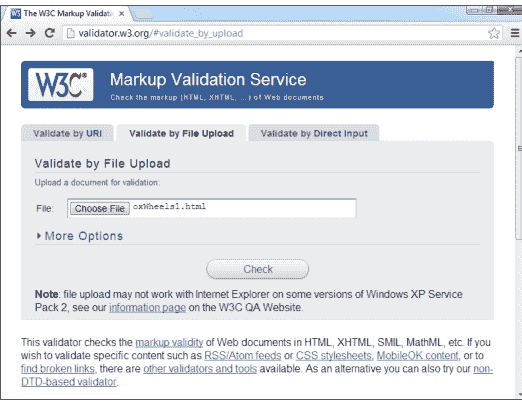 The W3C Markup Validati
validator.w3.org/#validate_by_upload
W3C® Markup Validation Service
Check the markup (HTML, XHTML, ...) of Web documents
Validate by URI Validate by File Upload Validate by Direct Input
Validate by File Upload
Upload a document for validation:
File: Choose File oxWheels1.html
More Options
Check
Note: file upload may not work with Internet Explorer on some versions of Windows XP Service
Pack 2, see our information page on the W3C QA Website.
This validator checks the markup validity of Web documents in HTML, XHTML, SMIL, MathML, etc. If you
wish to validate specific content such as RSS/Atom feeds or CSS stylesheets, MobileOK content, or to
find broken links, there are other validators and tools available. As an alternative you can also try our non-
DTD-based validator.